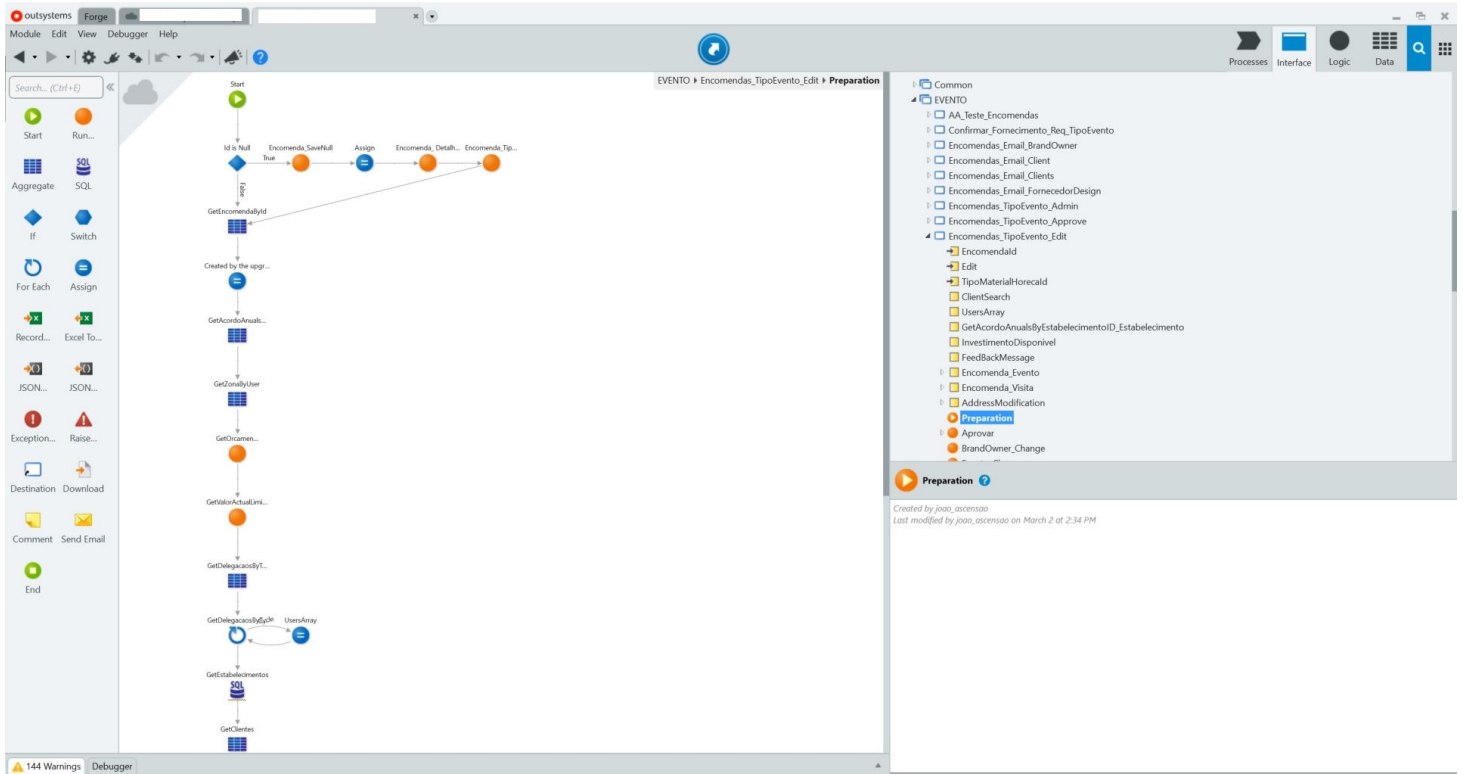 outsystems Forge
Module Edit View Debugger Help
Processes Interface Logic Data
Search... (Ctrl+E)
Start Run...
Aggregate SQL
If Switch
For Each Assign
Record... Excel To...
JSON... JSON...
Exception... Raise...
Destination Download
Comment Send Email
End
EVENTO Encomendas_TipoEvento_Edit Preparation
Start
Id is Null Encomenda_SaveNull Assign Encomenda_Detalh... Encomenda_Tip...
True
False
GetEncomendaById
Created by the upgr...
GetAcordoAnuals...
GetZonaByUser
GetOrcamen...
GetValorActualLimi...
GetDelegacaosByT...
Cycle UsersArray
GetEstabelecimentos
SQL
GetClientes
Common
EVENTO
AA_Teste_Encomendas
Confirmar_Fornecimento_Req_TipoEvento
Encomendas_Email_BrandOwner
Encomendas_Email_Client
Encomendas_Email_Clients
Encomendas_Email_FornecedorDesign
Encomendas_TipoEvento_Admin
Encomendas_TipoEvento_Approve
Encomendas_TipoEvento_Edit
EncomendaId
Edit
TipoMaterialHorecaId
ClientSearch
UsersArray
GetAcordoAnualsByEstabelecimentoID_Estabelecimento
InvestimentoDisponivel
FeedBackMessage
Encomenda_Evento
Encomenda_Visita
AddressModification
Preparation
Aprovar
BrandOwner_Change
Preparation
Created by joao_ascensao
Last modified by joao_ascensao on March 2 at 2:34 PM
144 Warnings Debugger